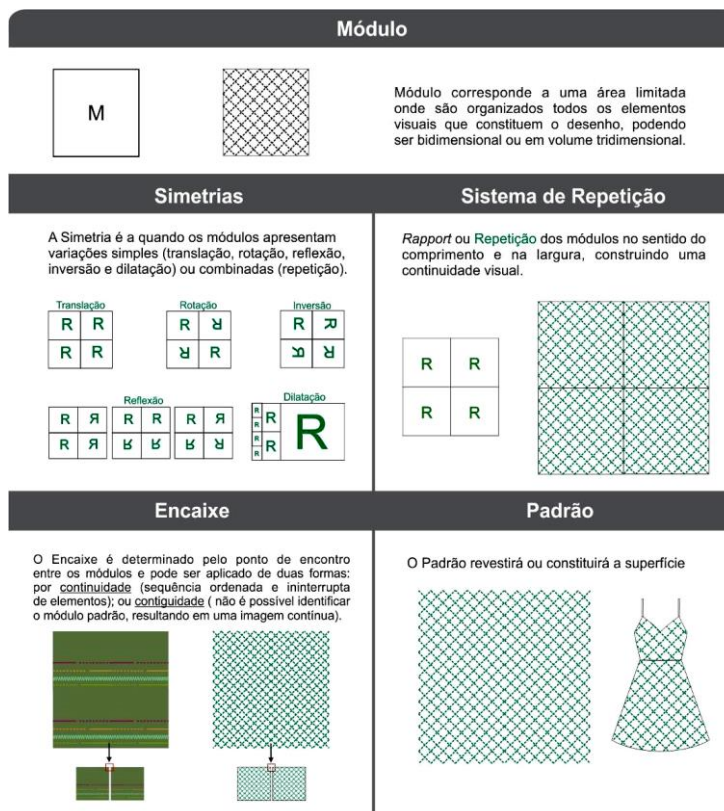 Módulo
M
Módulo corresponde a uma área limitada
onde são organizados todos os elementos
visuais que constituem o desenho, podendo
ser bidimensional ou em volume tridimensional.
Simetrias
A Simetria é a quando os módulos apresentam
variações simples (translação, rotação, reflexão,
inversão e dilatação) ou combinadas (repetição).
Translação
R R
R R
Rotação
R R
R R
Inversão
R R
R R
Reflexão
R R R R R R
R R R R R R
Dilatação
R
R
R
R
R
R
R
Sistema de Repetição
Rapport ou Repetição dos módulos no sentido do
comprimento e na largura, construindo uma
continuidade visual.
R R
R R
Encaixe
O Encaixe é determinado pelo ponto de encontro
entre os módulos e pode ser aplicado de duas formas:
por continuidade (sequência ordenada e ininterrupta
de elementos); ou contiguidade ( não é possível identificar
o módulo padrão, resultando em uma imagem contínua).
Padrão
O Padrão revestirá ou constituirá a superfície